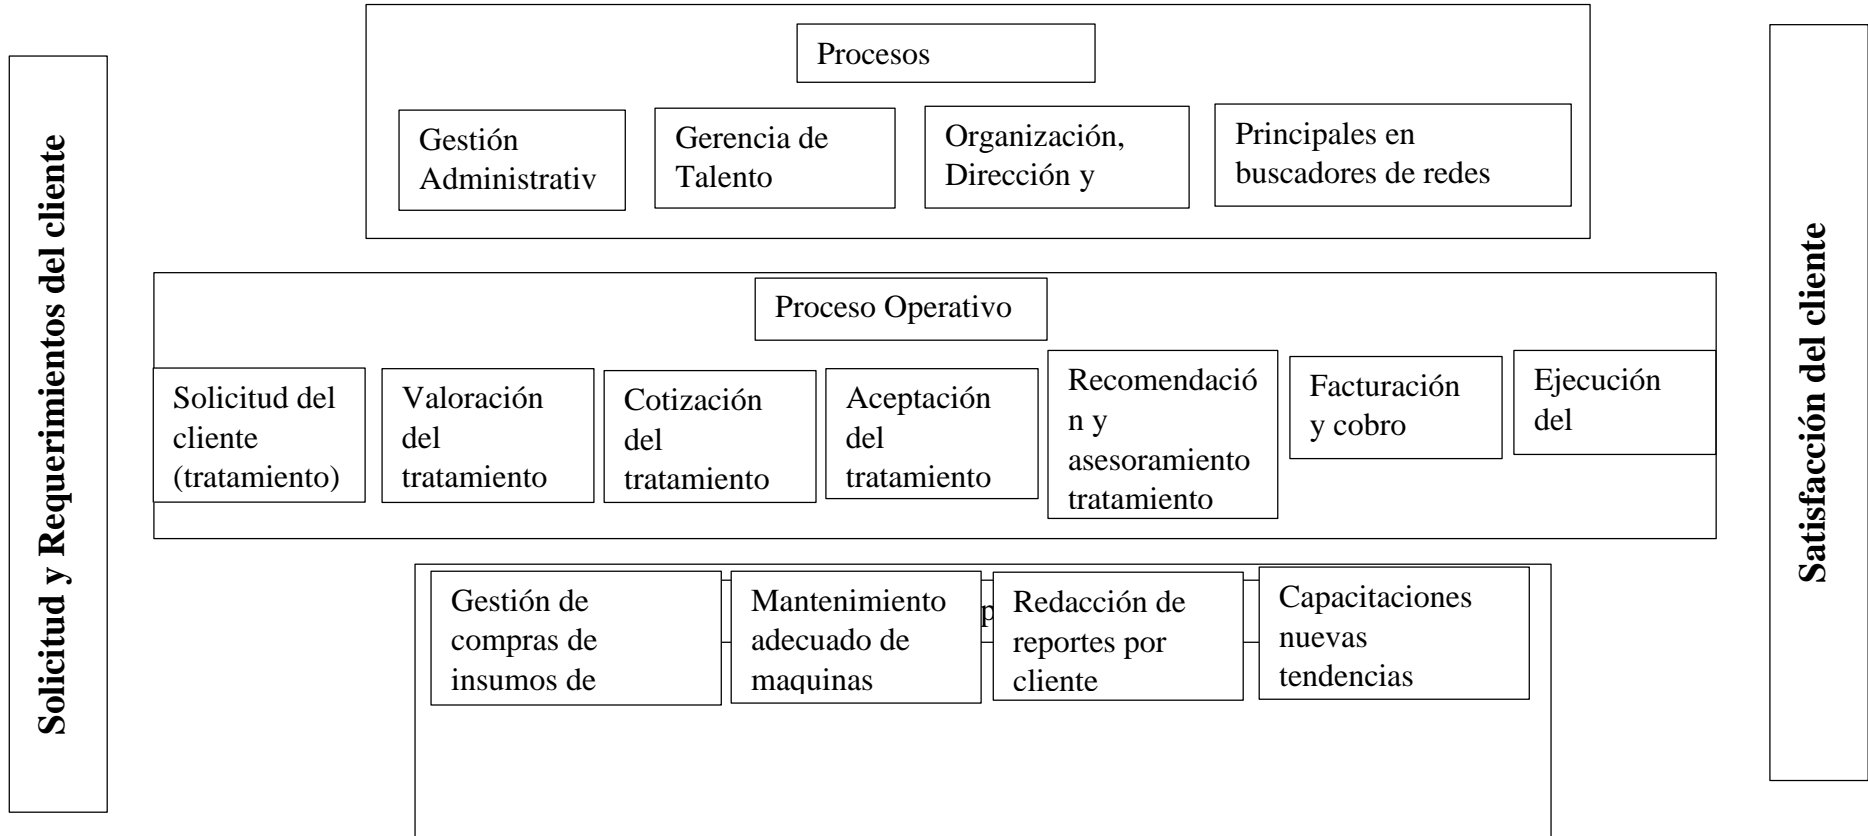 Solicitud y Requerimientos del cliente
Procesos
Gestión
Administrativ
Gerencia de
Talento
Organización,
Dirección y
Principales en
buscadores de redes
Proceso Operativo
Solicitud del
cliente
(tratamiento)
Valoración
del
tratamiento
Cotización
del
tratamiento
Aceptación
del
tratamiento
Recomendació
n y
asesoramiento
tratamiento
Facturación
y cobro
Ejecución
del
Gestión de
compras de
insumos de
Mantenimiento
adecuado de
maquinas
Redacción de
reportes por
cliente
Capacitaciones
nuevas
tendencias
Satisfacción del cliente